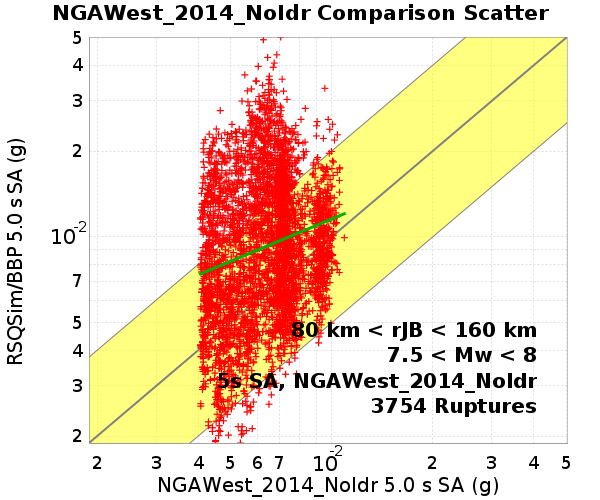 NGAWest_2014_NoIdr Comparison Scatter
RSQSim/BBP 5.0 s SA (g)
5
4
3
2
10-2
7
5
4
3
2
80 km < rJB < 160 km
7.5 < Mw < 8
5s SA, NGAWest_2014_NoIdr
3754 Ruptures
2 3 4 5 6 7 10-2 2 3 4 5
NGAWest_2014_NoIdr 5.0 s SA (g)